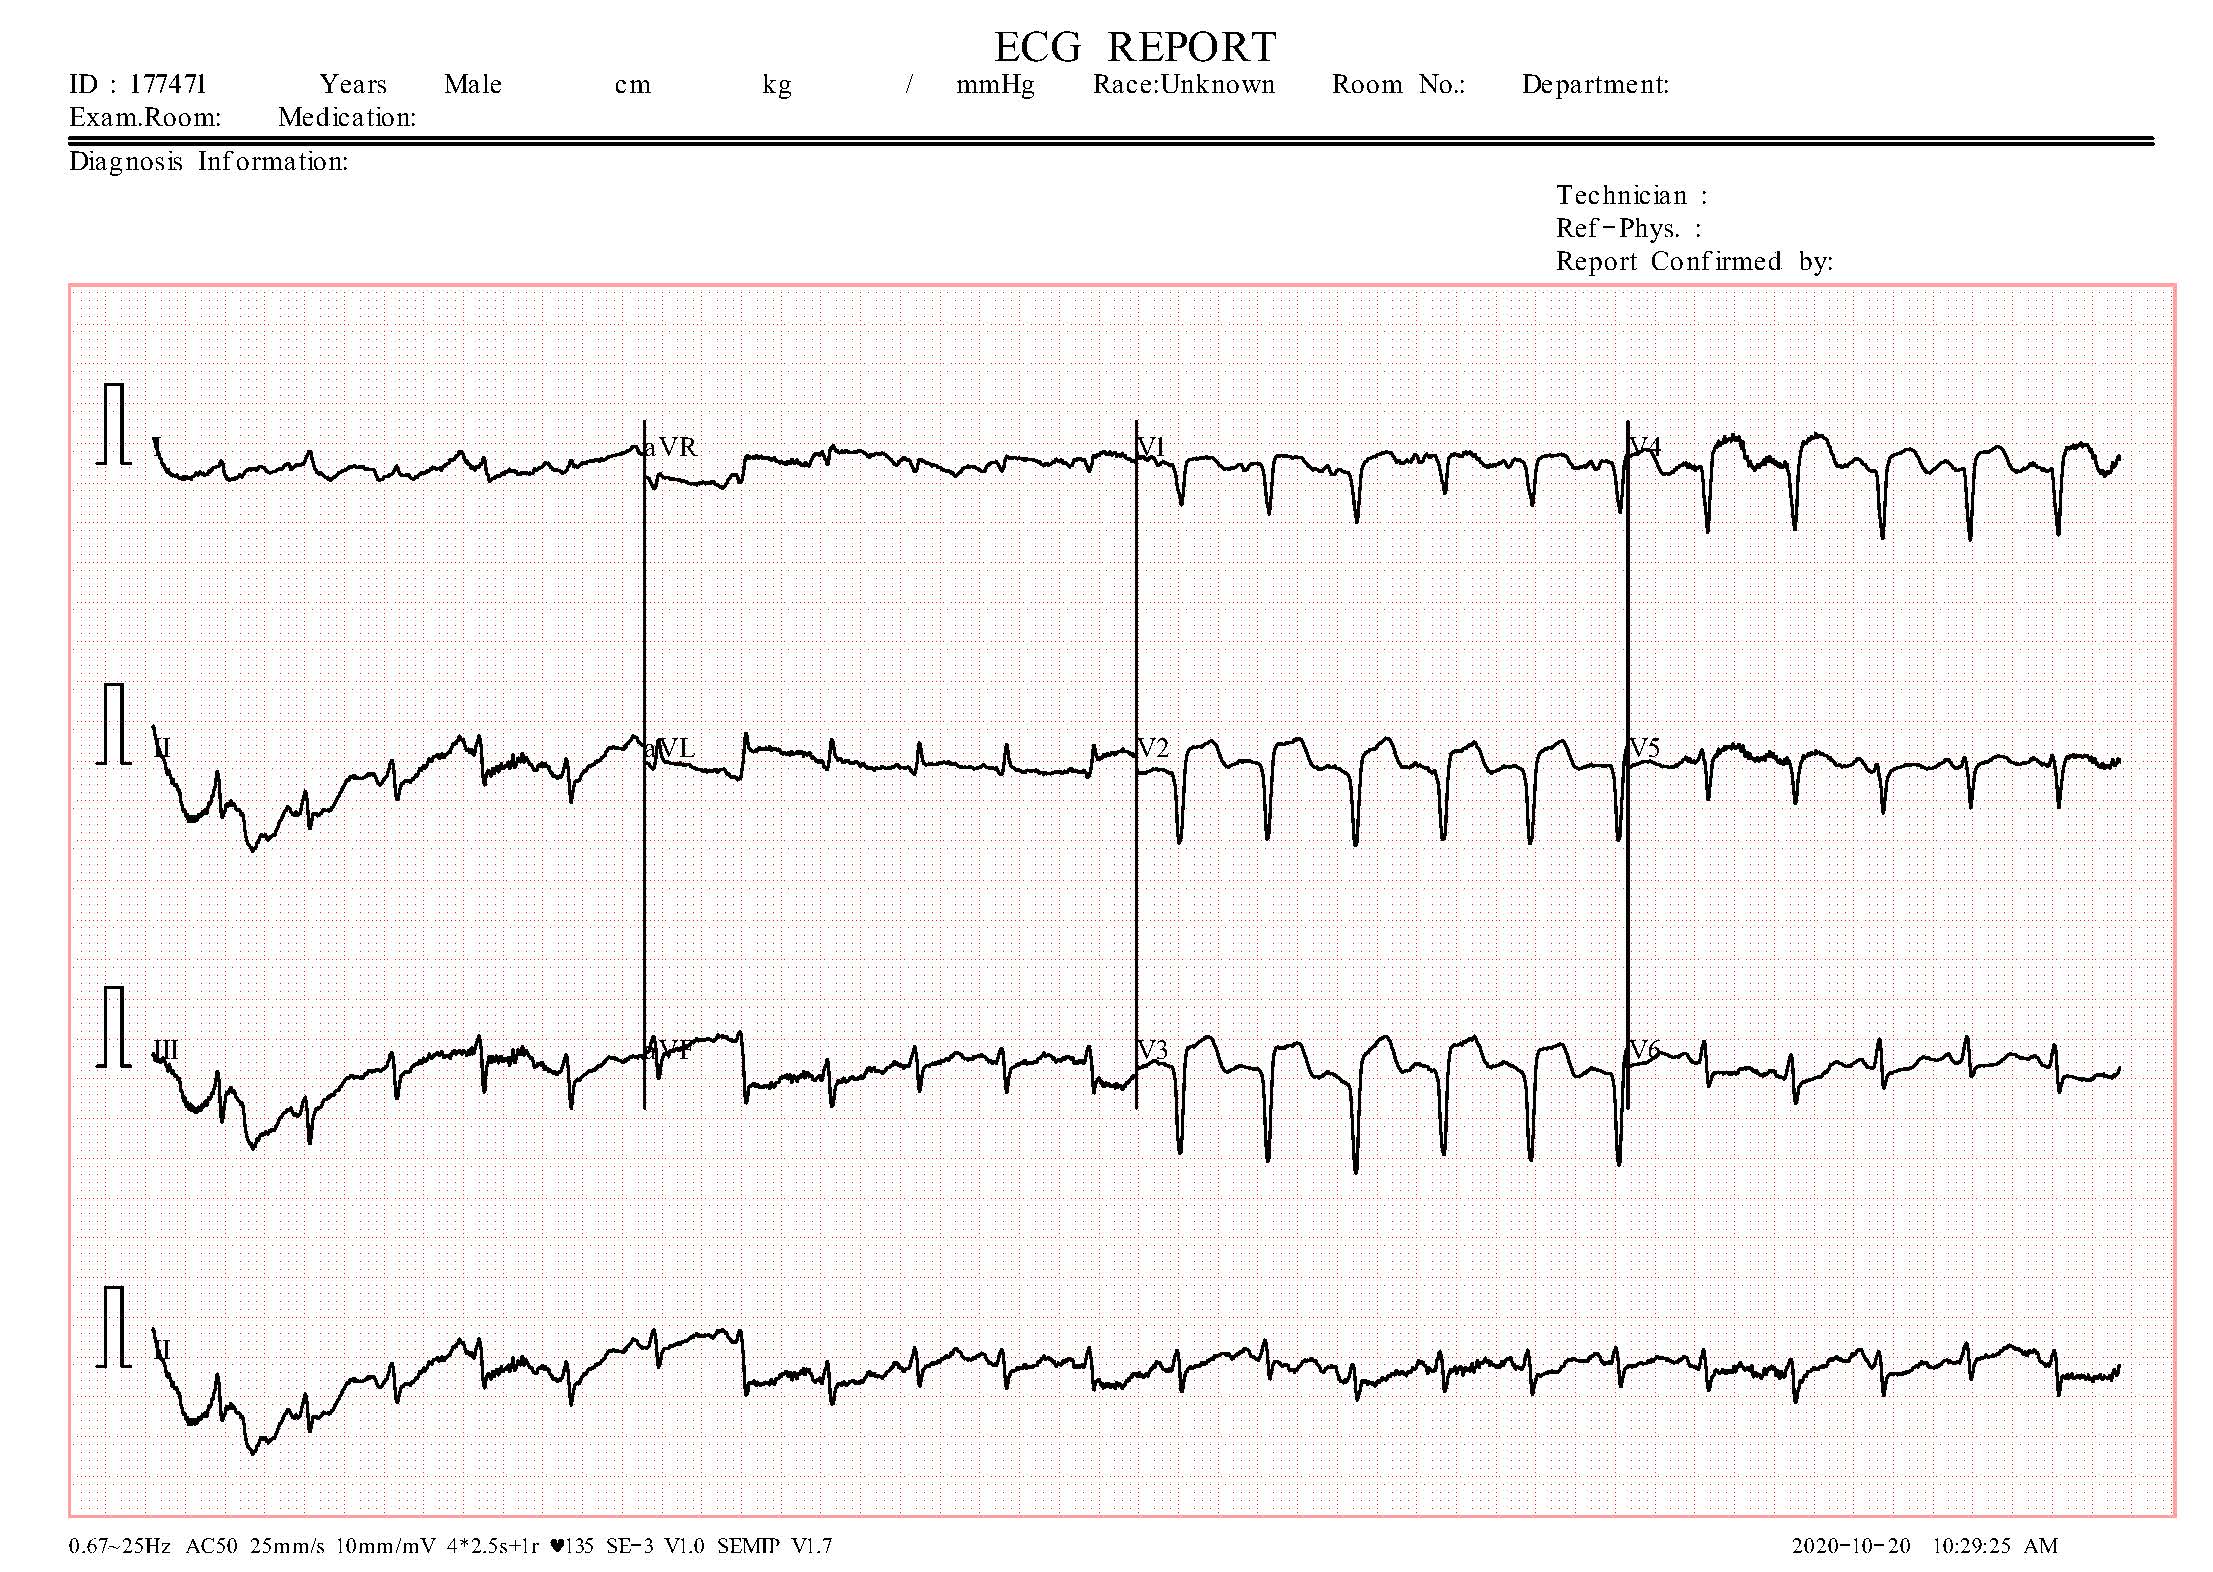 ECG REPORT
ID : 177471 Years Male cm kg / mmHg Race:Unknown Room No.: Department:
Exam.Room: Medication:
Diagnosis Information:
Technician :
Ref-Phys. :
Report Confirmed by:
I aVR V1 V4
II aVL V2 V5
III aVF V3 V6
II
0.67~25Hz AC50 25mm/s 10mm/mV 4*2.5s+1r ♥135 SE-3 V1.0 SEMIP V1.7 2020-10-20 10:29:25 AM